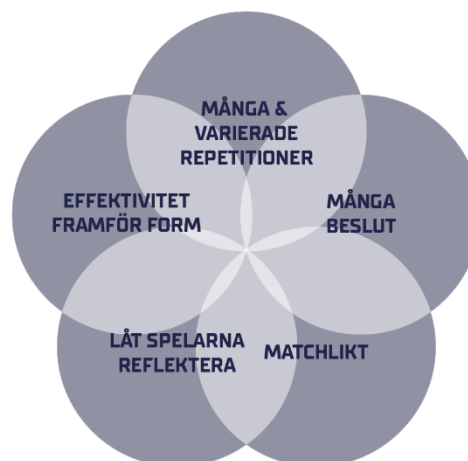 MÅNGA &
VARIERADE
REPETITIONER
EFFEKTIVITET
FRAMFÖR FORM
MÅNGA
BESLUT
LÅT SPELARNA
REFLEKTERA
MATCHLIKT